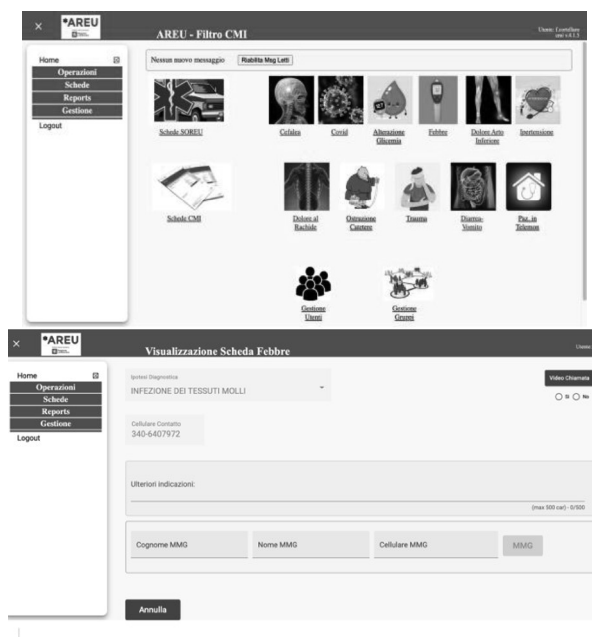 × *AREU
AREU - Filtro CMI
Utente:
Home
Operazioni
Schede
Reports
Gestione
Logout
Nessun nuovo messaggio Riabilita Msg Letti
Schede SOREU
Cefalea
Covid
Alterazione
Glicemia
Febbre
Dolore Arto
Inferiore
Ipertensione
Schede CMI
Dolore al
Rachide
Ostruzione
Catetere
Trauma
Diarrea-
Vomito
Paz. in
Telemon
Gestione
Utenti
Gestione
Gruppi
× *AREU
Visualizzazione Scheda Febbre
Utente
Home
Operazioni
Schede
Reports
Gestione
Logout
Ipotesi Diagnostica
INFEZIONE DEI TESSUTI MOLLI
Video Chiamata
Si No
Cellulare Contatto
340-6407972
Ulteriori indicazioni:
(max 500 car) - 0/500
Cognome MMG Nome MMG Cellulare MMG MMG
Annulla